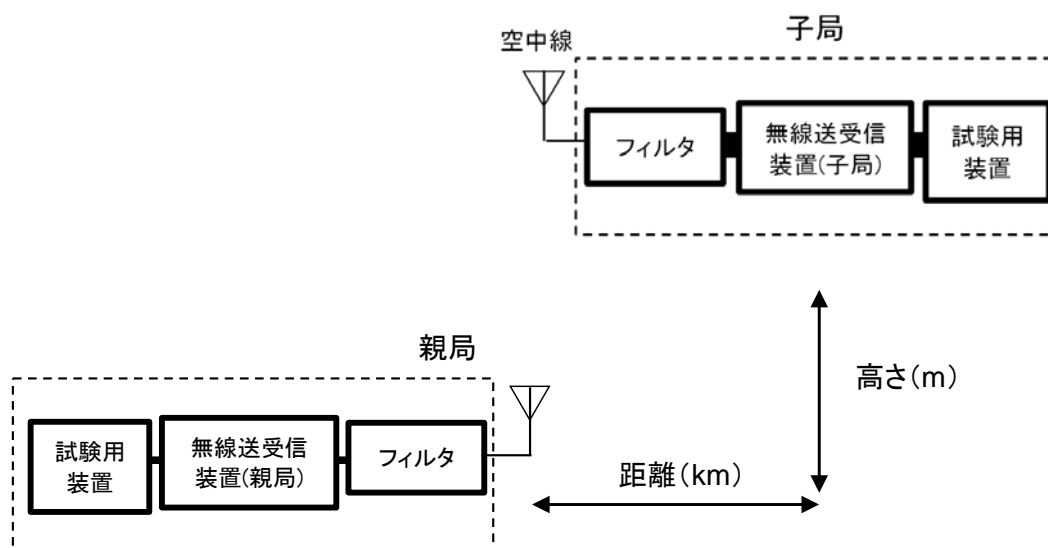 子局
空中線
フィルタ
無線送受信
装置(子局)
試験用
装置
親局
高さ(m)
試験用
装置
無線送受信
装置(親局)
フィルタ
距離(km)